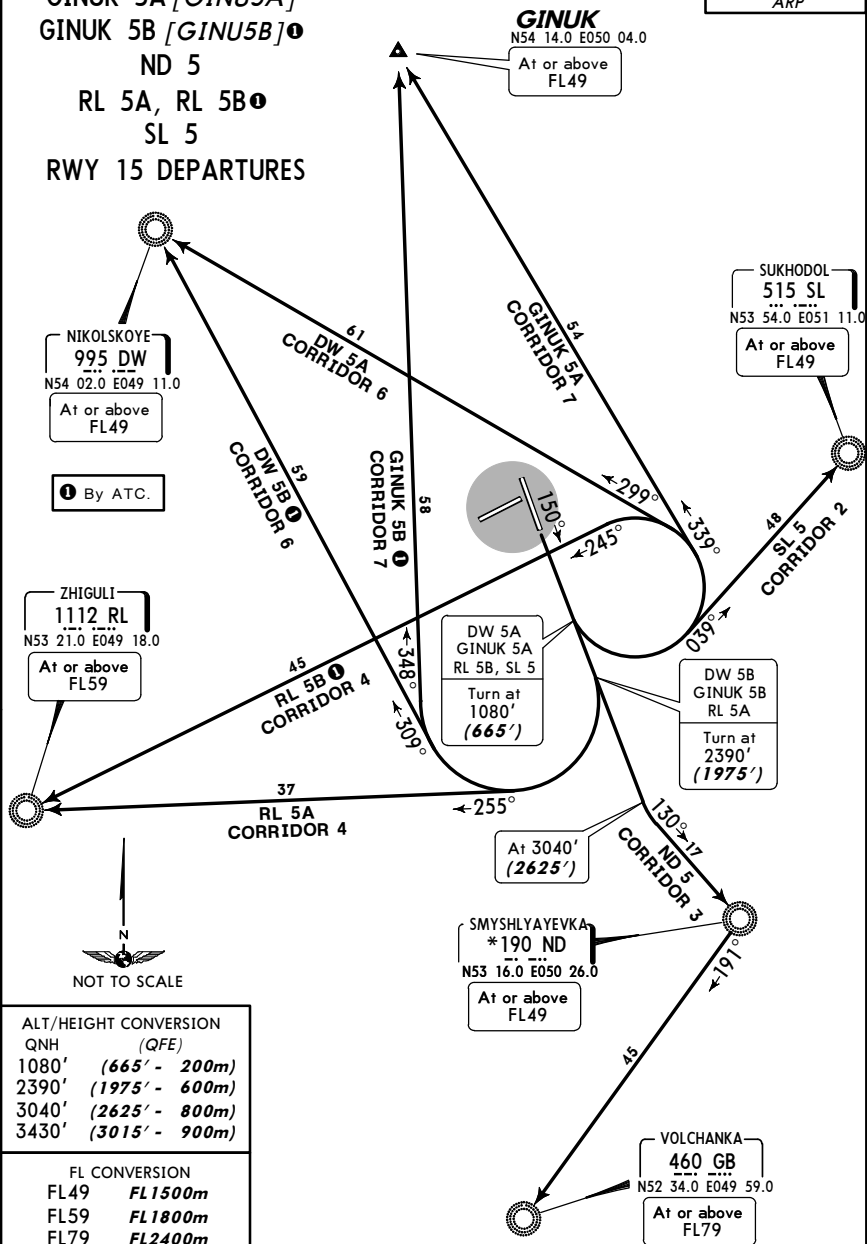 GINUK 5A [GINU5A]
GINUK 5B [GINU5B]❶
ND 5
RL 5A, RL 5B❶
SL 5
RWY 15 DEPARTURES
ARP
GINUK
N54 14.0 E050 04.0
At or above
FL49
NIKOLSKOYE
995 DW
N54 02.0 E049 11.0
At or above
FL49
❶ By ATC.
SUKHODOL
515 SL
N53 54.0 E051 11.0
At or above
FL49
61
DW 5A
CORRIDOR 6
54
GINUK 5A
CORRIDOR 7
59
DW 5B ❶
CORRIDOR 6
58
GINUK 5B ❶
CORRIDOR 7
150°
299°
245°
339°
48
SL 5
CORRIDOR 2
039°
ZHIGULI
1112 RL
N53 21.0 E049 18.0
At or above
FL59
45
RL 5B ❶
CORRIDOR 4
348°
309°
DW 5A
GINUK 5A
RL 5B, SL 5
Turn at
1080'
(665')
DW 5B
GINUK 5B
RL 5A
Turn at
2390'
(1975')
37
RL 5A
CORRIDOR 4
255°
At 3040'
(2625')
130°
17
ND 5
CORRIDOR 3
SMYSHLYAYEVKA
*190 ND
N53 16.0 E050 26.0
At or above
FL49
191°
45
N
NOT TO SCALE
VOLCHANKA
460 GB
N52 34.0 E049 59.0
At or above
FL79
ALT/HEIGHT CONVERSION
QNH (QFE)
1080' (665' - 200m)
2390' (1975' - 600m)
3040' (2625' - 800m)
3430' (3015' - 900m)
FL CONVERSION
FL49 FL1500m
FL59 FL1800m
FL79 FL2400m